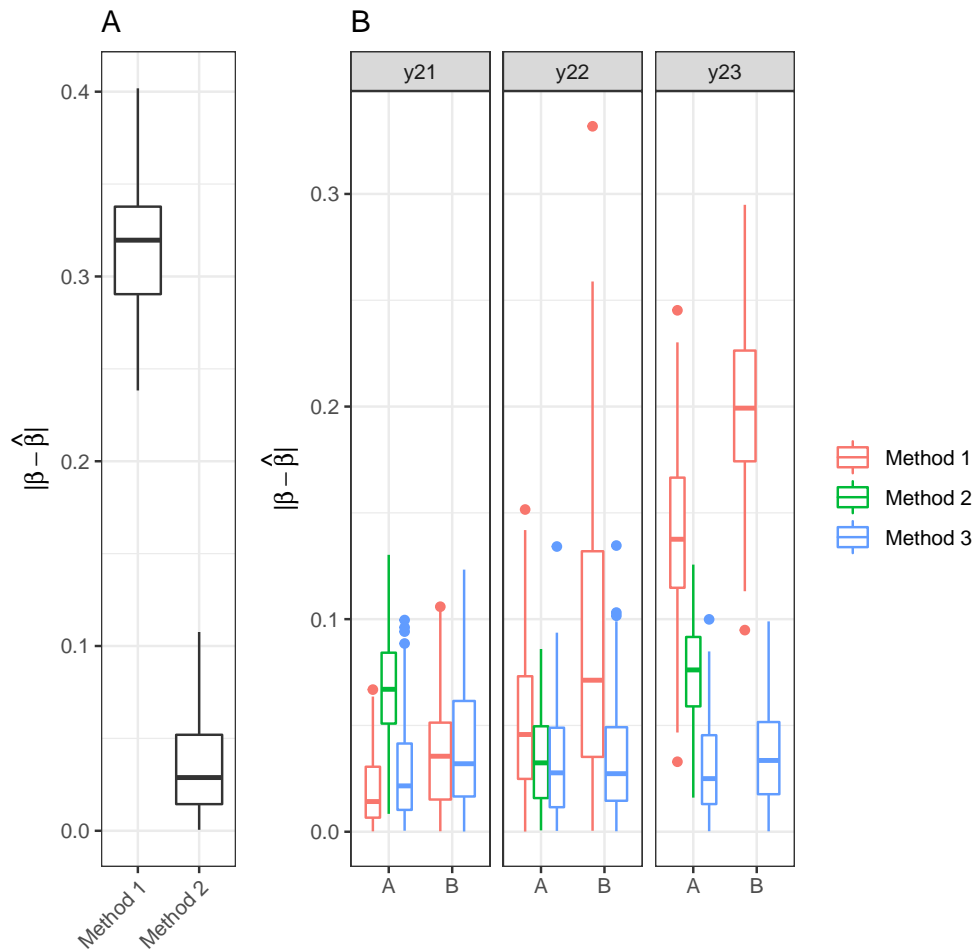 A
|β − β̂|
0.4
0.3
0.2
0.1
0.0
Method 1
Method 2
B
|β − β̂|
y21
y22
y23
0.3
0.2
0.1
0.0
A
B
A
B
A
B
Method 1
Method 2
Method 3